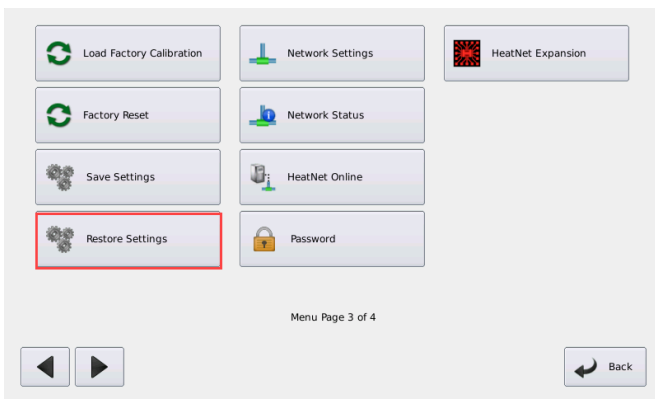 Load Factory Calibration
Network Settings
HeatNet Expansion
Factory Reset
Network Status
Save Settings
HeatNet Online
Restore Settings
Password
Menu Page 3 of 4
Back